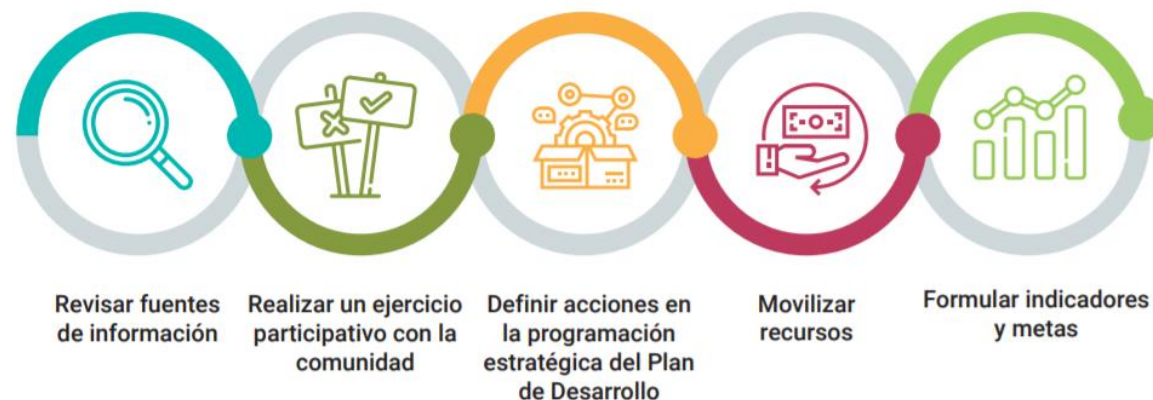 Revisar fuentes
de información
Realizar un ejercicio
participativo con la
comunidad
Definir acciones en
la programación
estratégica del Plan
de Desarrollo
Movilizar
recursos
Formular indicadores
y metas